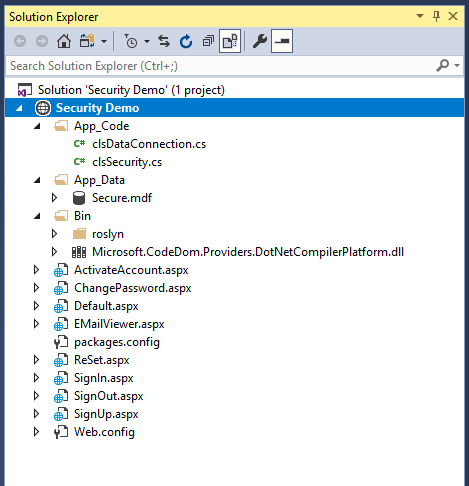 Solution Explorer
Search Solution Explorer (Ctrl+;)
Solution 'Security Demo' (1 project)
Security Demo
App_Code
C# clsDataConnection.cs
C# clsSecurity.cs
App_Data
Secure.mdf
Bin
roslyn
Microsoft.CodeDom.Providers.DotNetCompilerPlatform.dll
ActivateAccount.aspx
ChangePassword.aspx
Default.aspx
EMailViewer.aspx
packages.config
ReSet.aspx
SignIn.aspx
SignOut.aspx
SignUp.aspx
Web.config